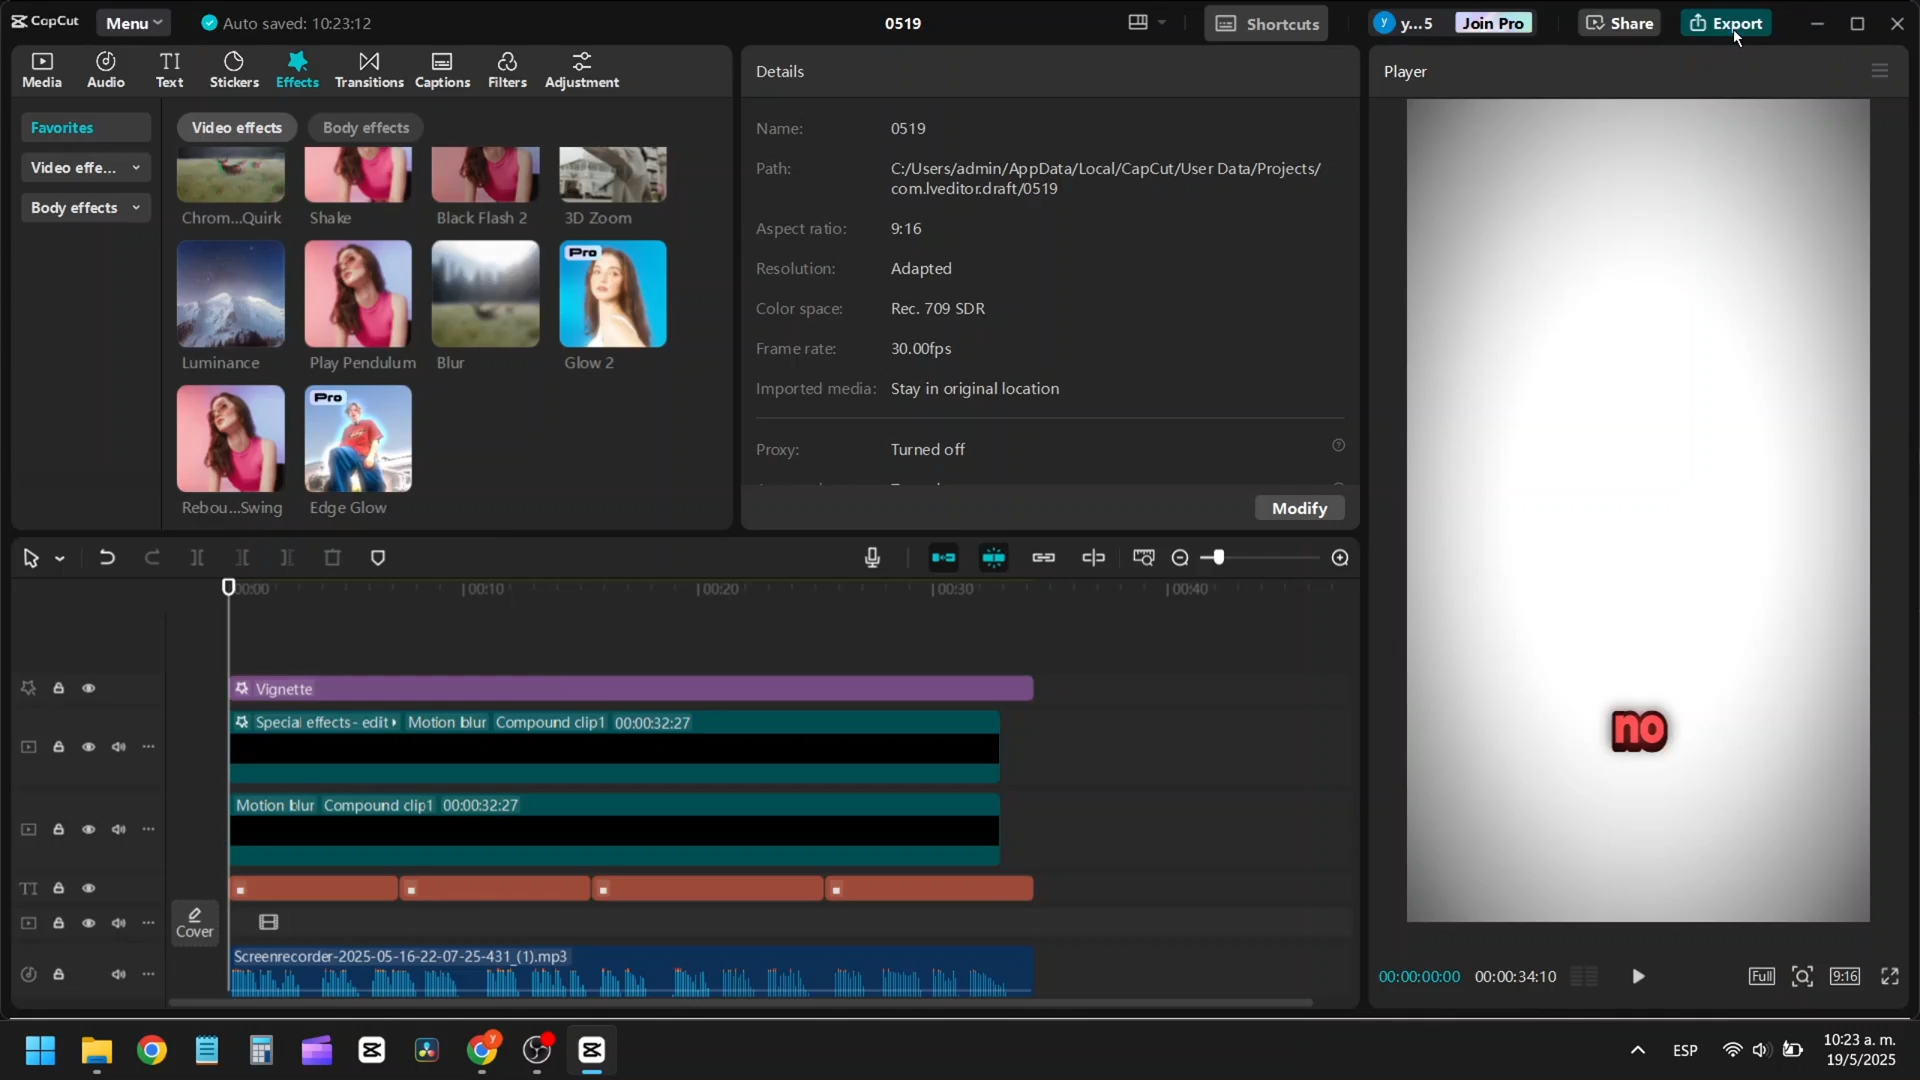 CapCut
Menu
Auto saved: 10:23:12
0519
Shortcuts
y...5
Join Pro
Share
Export
Media
Audio
Text
Stickers
Effects
Transitions
Captions
Filters
Adjustment
Favorites
Video effe...
Body effects
Video effects
Body effects
Chrom...Quirk
Shake
Black Flash 2
3D Zoom
Luminance
Play Pendulum
Blur
Pro
Glow 2
Rebou...Swing
Pro
Edge Glow
Details
Name:
0519
Path:
C:/Users/admin/AppData/Local/CapCut/User Data/Projects/
com.lveditor.draft/0519
Aspect ratio:
9:16
Resolution:
Adapted
Color space:
Rec. 709 SDR
Frame rate:
30.00fps
Imported media:
Stay in original location
Proxy:
Turned off
Modify
Player
no
00:00:00:00
00:00:34:10
Full
9:16
00:00
00:10
00:20
00:30
00:40
Vignette
Special effects- edit
Motion blur
Compound clip1
00:00:32:27
Motion blur
Compound clip1
00:00:32:27
TI
Cover
Screenrecorder-2025-05-16-22-07-25-431_(1).mp3
ESP
10:23 a. m.
19/5/2025